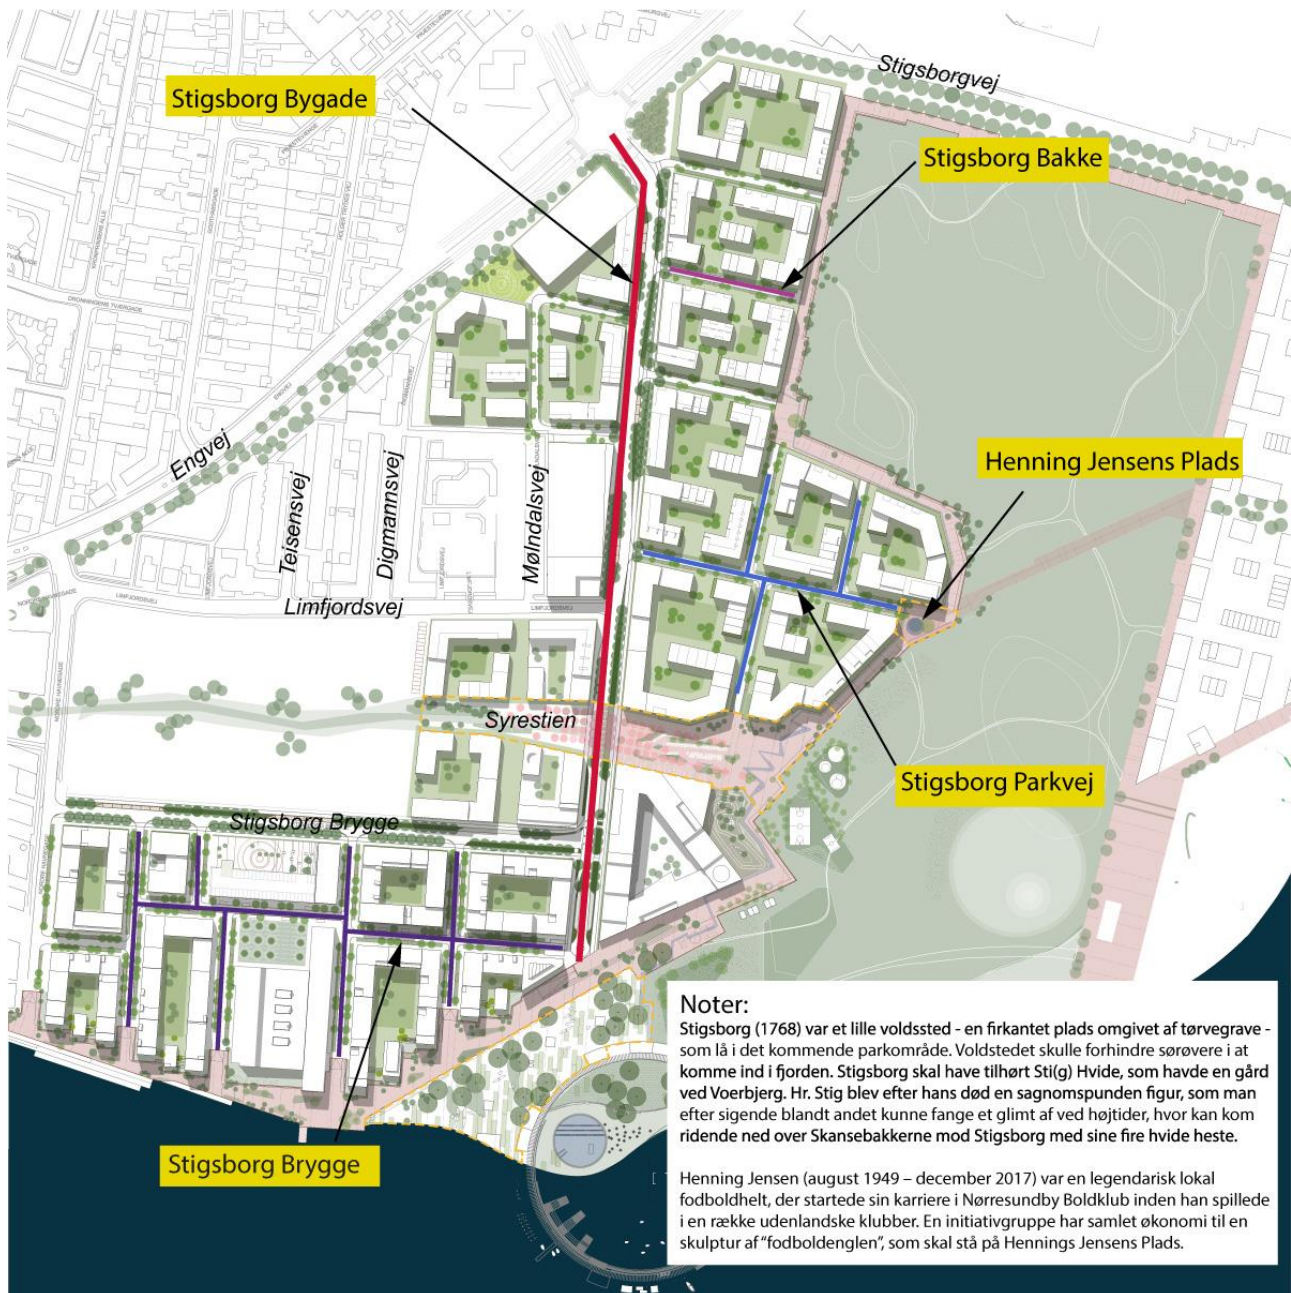 Stigsborgvej
Stigsborg Bygade
Stigsborg Bakke
DRONNINGENS TVÆRGADE
ENGVEJ
Engvej
Henning Jensens Plads
Teisensvej
Digmannsvej
Mølndalsvej
LIMFJORDSVEJ
Limfjordsvej
LIMFJORDSVEJ
Syrestien
Stigsborg Parkvej
Stigsborg Brygge
Stigsborg Brygge
Noter:
Stigsborg (1768) var et lille voldssted - en firkantet plads omgivet af tørvegrave -
som lå i det kommende parkområde. Voldstedet skulle forhindre sørøvere i at
komme ind i fjorden. Stigsborg skal have tilhørt Sti(g) Hvide, som havde en gård
ved Voerbjerg. Hr. Stig blev efter hans død en sagnomspunden figur, som man
efter sigende blandt andet kunne fange et glimt af ved højtider, hvor kan kom
ridende ned over Skansebakkerne mod Stigsborg med sine fire hvide heste.
Henning Jensen (august 1949 – december 2017) var en legendarisk lokal
fodboldhelt, der startede sin karriere i Nørresundby Boldklub inden han spillede
i en række udenlandske klubber. En initiativgruppe har samlet økonomi til en
skulptur af "fodboldenglen", som skal stå på Hennings Jensens Plads.